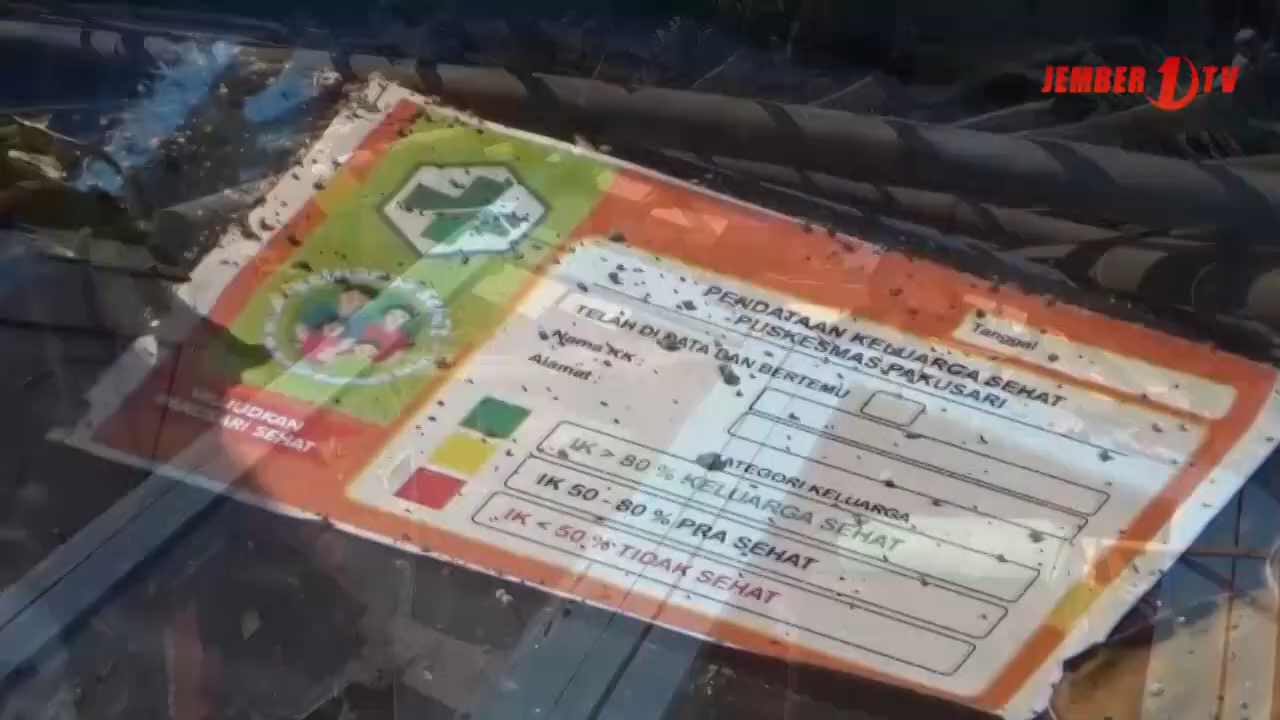 JEMBER 1 TV
PENDATAAN KELUARGA SEHAT
PUSKESMAS PAKUSARI
Tanggal
TELAH DI DATA DAN BERTEMU
Nama KK :
Alamat :
KATEGORI KELUARGA
IK > 80 % KELUARGA SEHAT
IK 50 - 80 % PRA SEHAT
IK < 50 % TIDAK SEHAT
SEHAT